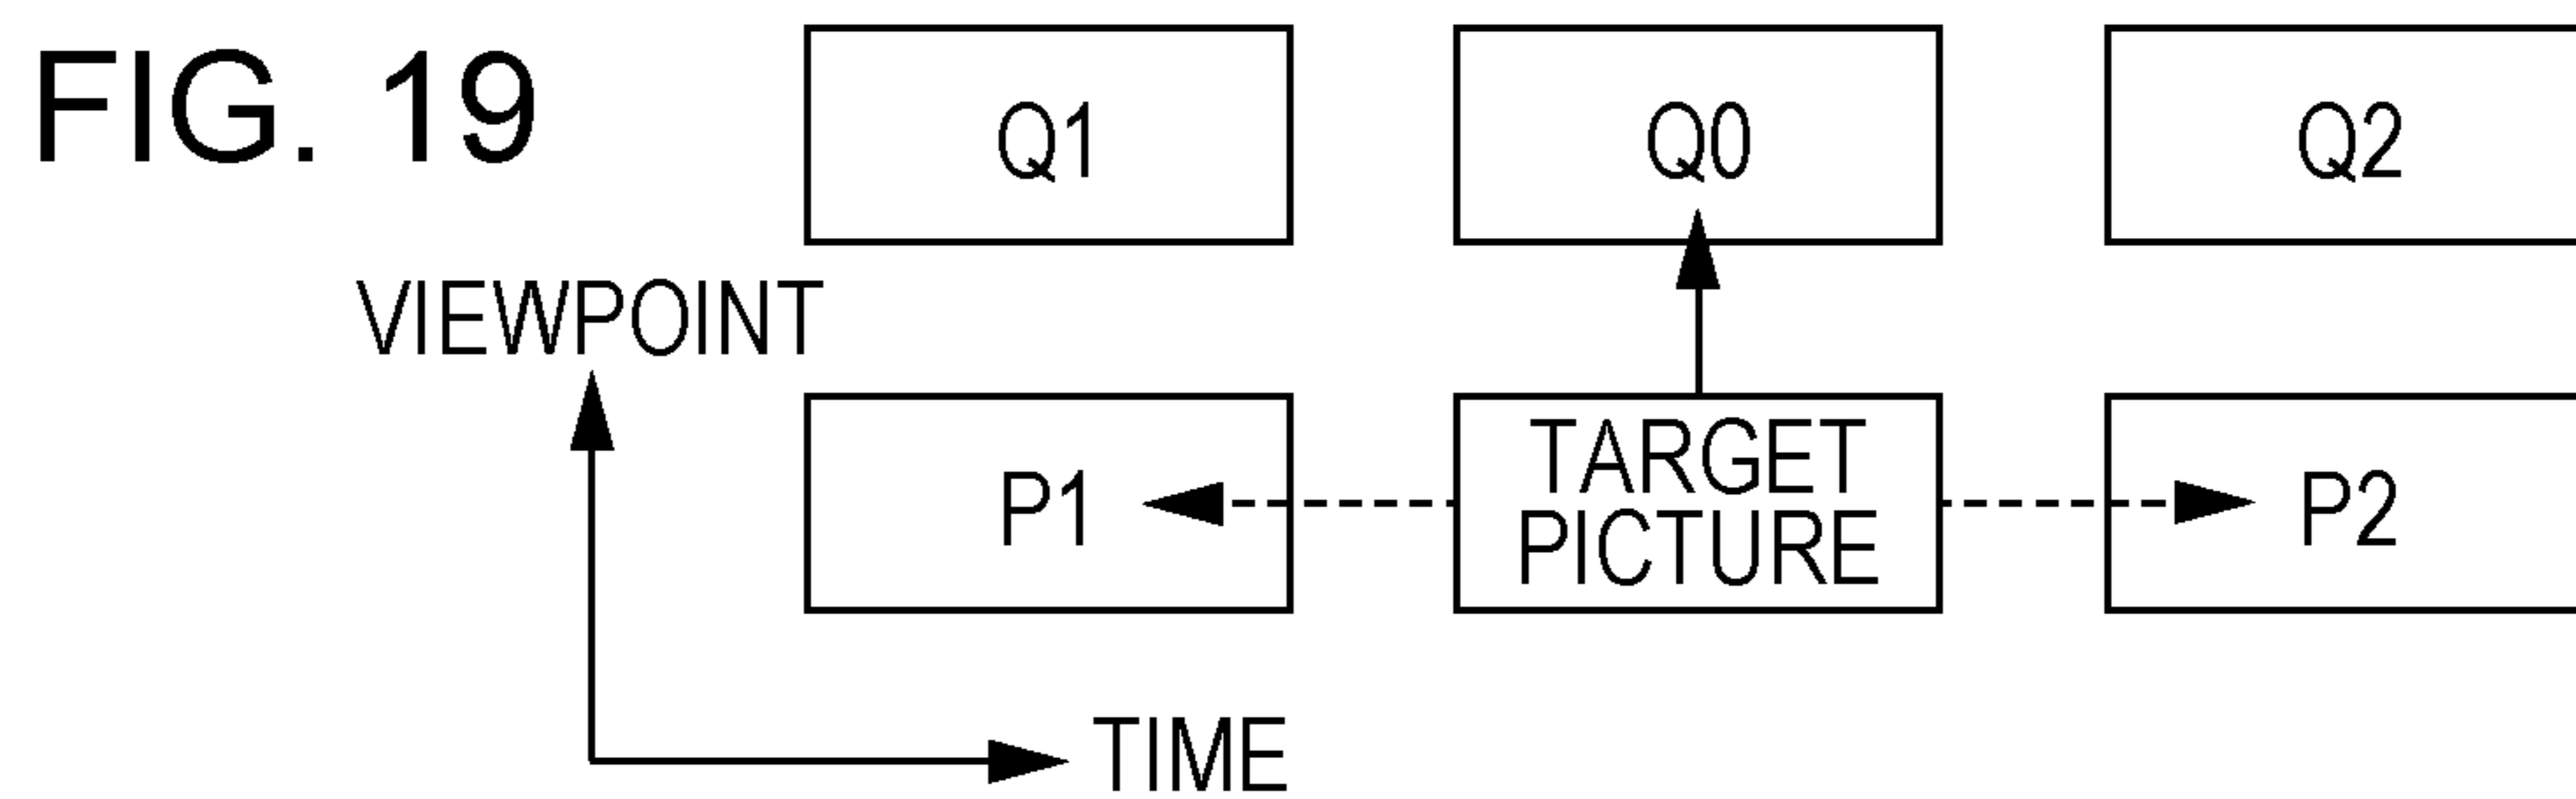 FIG. 19
Q1
Q0
Q2
VIEWPOINT
P1
TARGET
PICTURE
P2
TIME